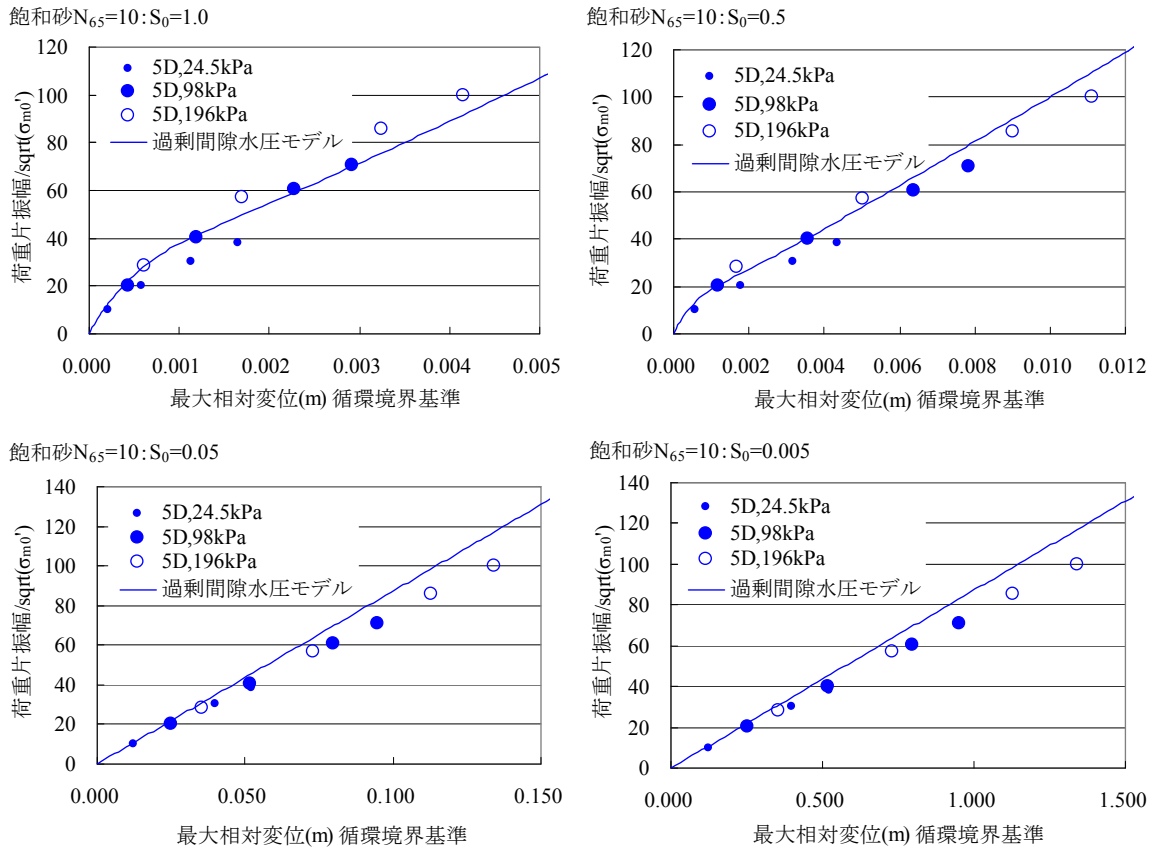 飽和砂N65=10:S0=1.0
120
100
80
60
40
20
0
荷重片振幅/sqrt(σm0')
5D,24.5kPa
5D,98kPa
5D,196kPa
過剰間隙水圧モデル
0.000 0.001 0.002 0.003 0.004 0.005
最大相対変位(m) 循環境界基準
飽和砂N65=10:S0=0.5
120
100
80
60
40
20
0
荷重片振幅/sqrt(σm0')
5D,24.5kPa
5D,98kPa
5D,196kPa
過剰間隙水圧モデル
0.000 0.002 0.004 0.006 0.008 0.010 0.012
最大相対変位(m) 循環境界基準
飽和砂N65=10:S0=0.05
140
120
100
80
60
40
20
0
荷重片振幅/sqrt(σm0')
5D,24.5kPa
5D,98kPa
5D,196kPa
過剰間隙水圧モデル
0.000 0.050 0.100 0.150
最大相対変位(m) 循環境界基準
飽和砂N65=10:S0=0.005
140
120
100
80
60
40
20
0
荷重片振幅/sqrt(σm0')
5D,24.5kPa
5D,98kPa
5D,196kPa
過剰間隙水圧モデル
0.000 0.500 1.000 1.500
最大相対変位(m) 循環境界基準